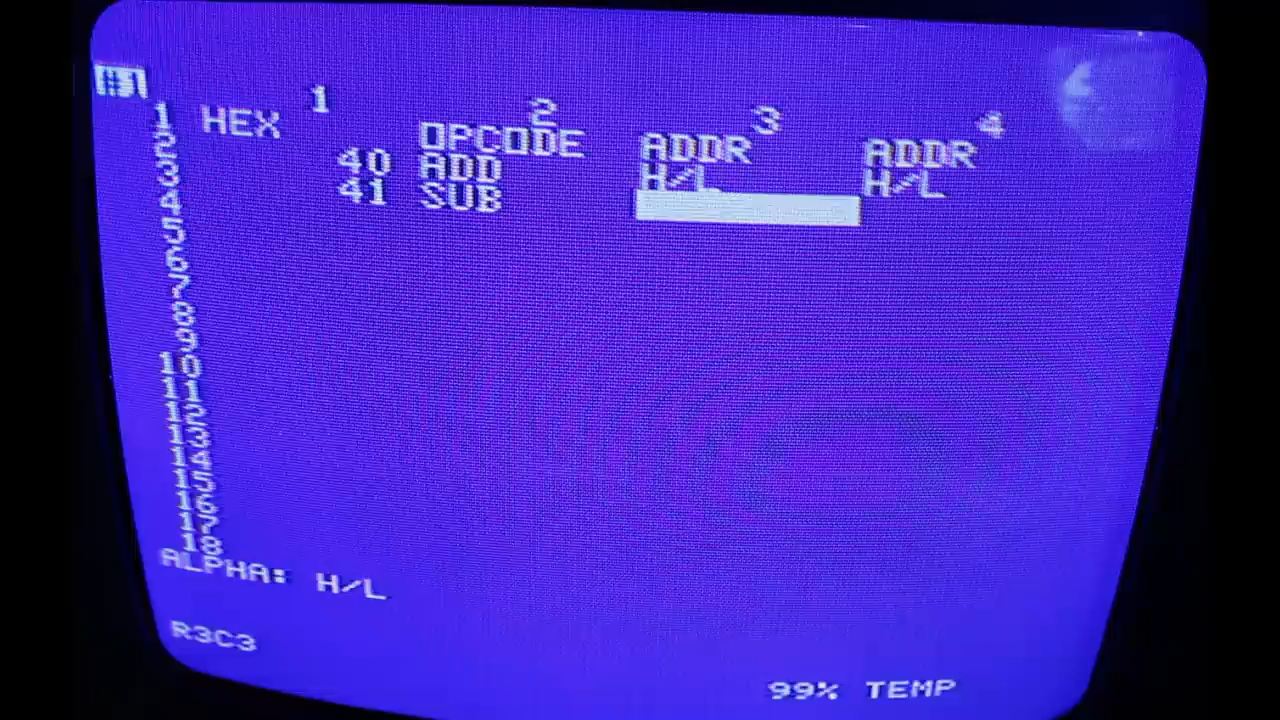 1 2 3 4
1 HEX OPCODE ADDR ADDR
2 40 ADD H/L H/L
3 41 SUB
4
5
6
7
8
9
10
11
12
13
14
15
16
17
18
ALPHA: H/L
R3C3
99% TEMP